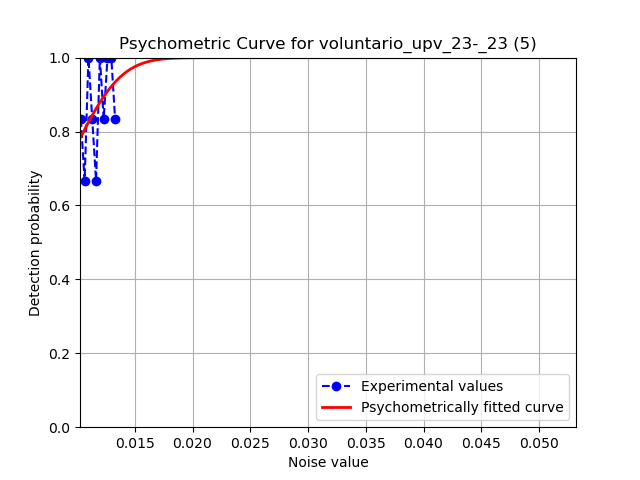 Psychometric Curve for voluntario_upv_23-_23 (5)
1.0
0.8
0.6
0.4
0.2
0.0
Detection probability
0.015 0.020 0.025 0.030 0.035 0.040 0.045 0.050
Noise value
Experimental values
Psychometrically fitted curve